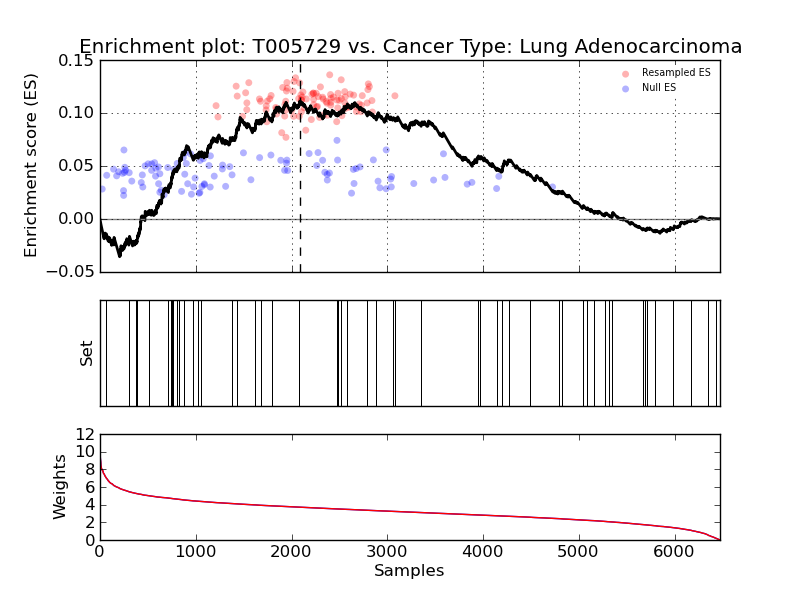 Enrichment plot: T005729 vs. Cancer Type: Lung Adenocarcinoma
Enrichment score (ES)
0.15
0.10
0.05
0.00
−0.05
Resampled ES
Null ES
Set
Weights
12
10
8
6
4
2
0
0 1000 2000 3000 4000 5000 6000
Samples